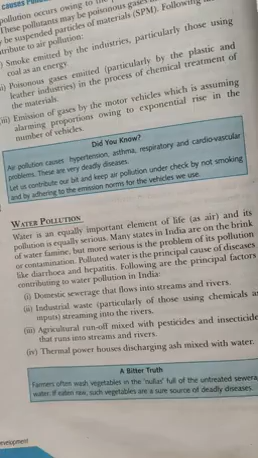 causes
pollution occurs owing to the
These pollutants may be poisonous gases
be suspended particles of materials (SPM). Following
tribute to air pollution:
) Smoke emitted by the industries, particularly those using
coal as an energy.
ii) Poisonous gases emitted (particularly by the plastic and
leather industries) in the process of chemical treatment of
the materials.
(iii) Emission of gases by the motor vehicles which is assuming
alarming proportions owing to exponential rise in the
number of vehicles.
Did You Know?
Air pollution causes : hypertension, asthma, respiratory and cardio-vascular
problems. These are very deadly diseases.
Let us contribute our bit and keep air pollution under check by not smoking
and by adhering to the emission norms for the vehicles we use.
WATER POLLUTION
Water is an equally important element of life (as air) and its
pollution is equally serious. Many states in India are on the brink
of water famine, but more serious is the problem of its pollution
or contamination. Polluted water is the principal cause of diseases
like diarrhoea and hepatitis. Following are the principal factors
contributing to water pollution in India:
(i) Domestic sewerage that flows into streams and rivers.
(ii) Industrial waste (particularly of those using chemicals a
inputs) streaming into the rivers.
(iii) Agricultural run-off mixed with pesticides and insecticide
that runs into streams and rivers.
(iv) Thermal power houses discharging ash mixed with water.
A Bitter Truth
Farmers often wash vegetables in the 'nullas' full of the untreated sewera
water. If eaten raw, such vegetables are a sure source of deadly diseases.
evelopment